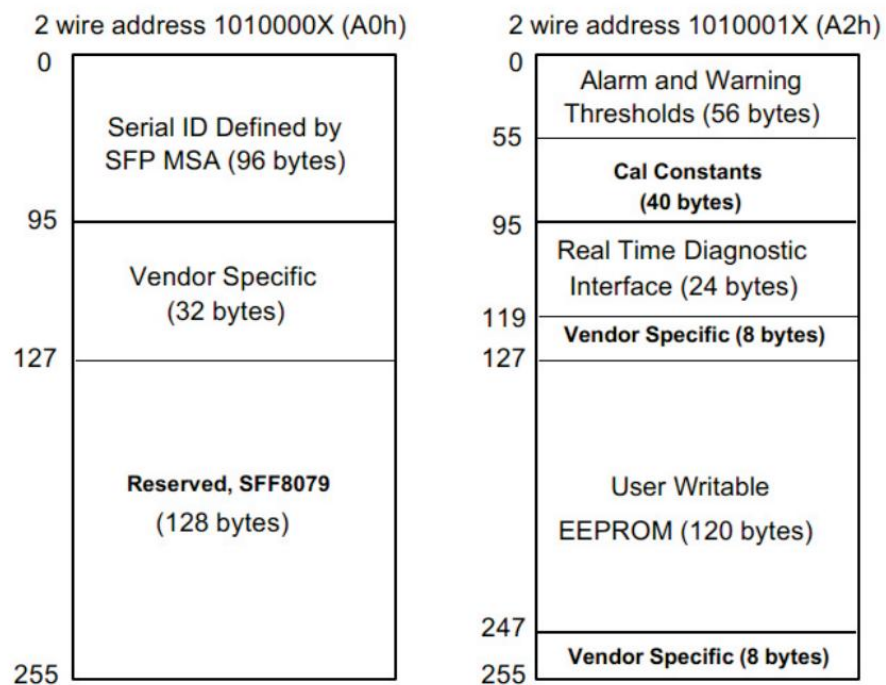 2 wire address 1010000X (A0h)
0
Serial ID Defined by
SFP MSA (96 bytes)
95
Vendor Specific
(32 bytes)
127
Reserved, SFF8079
(128 bytes)
255
2 wire address 1010001X (A2h)
0
Alarm and Warning
Thresholds (56 bytes)
55
Cal Constants
(40 bytes)
95
Real Time Diagnostic
Interface (24 bytes)
119
Vendor Specific (8 bytes)
127
User Writable
EEPROM (120 bytes)
247
Vendor Specific (8 bytes)
255